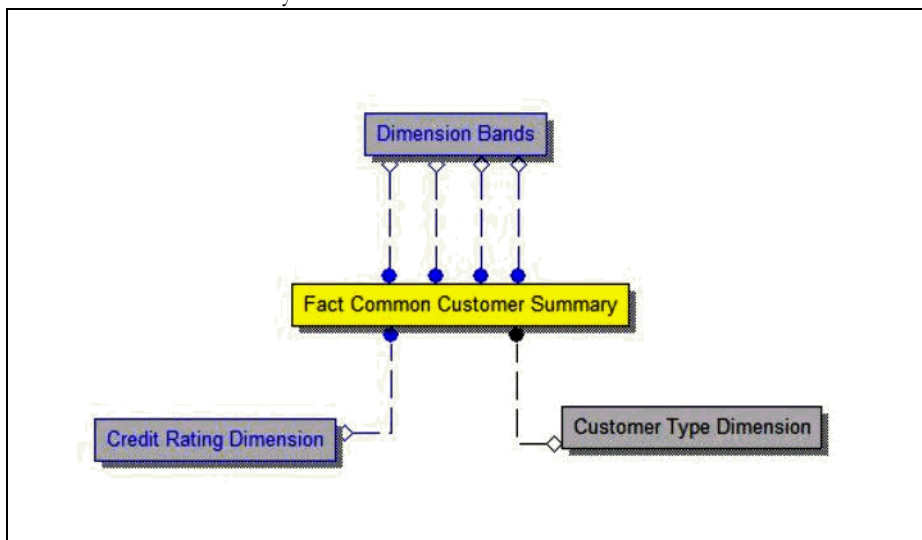 Dimension Bands
Fact Common Customer Summary
Credit Rating Dimension
Customer Type Dimension